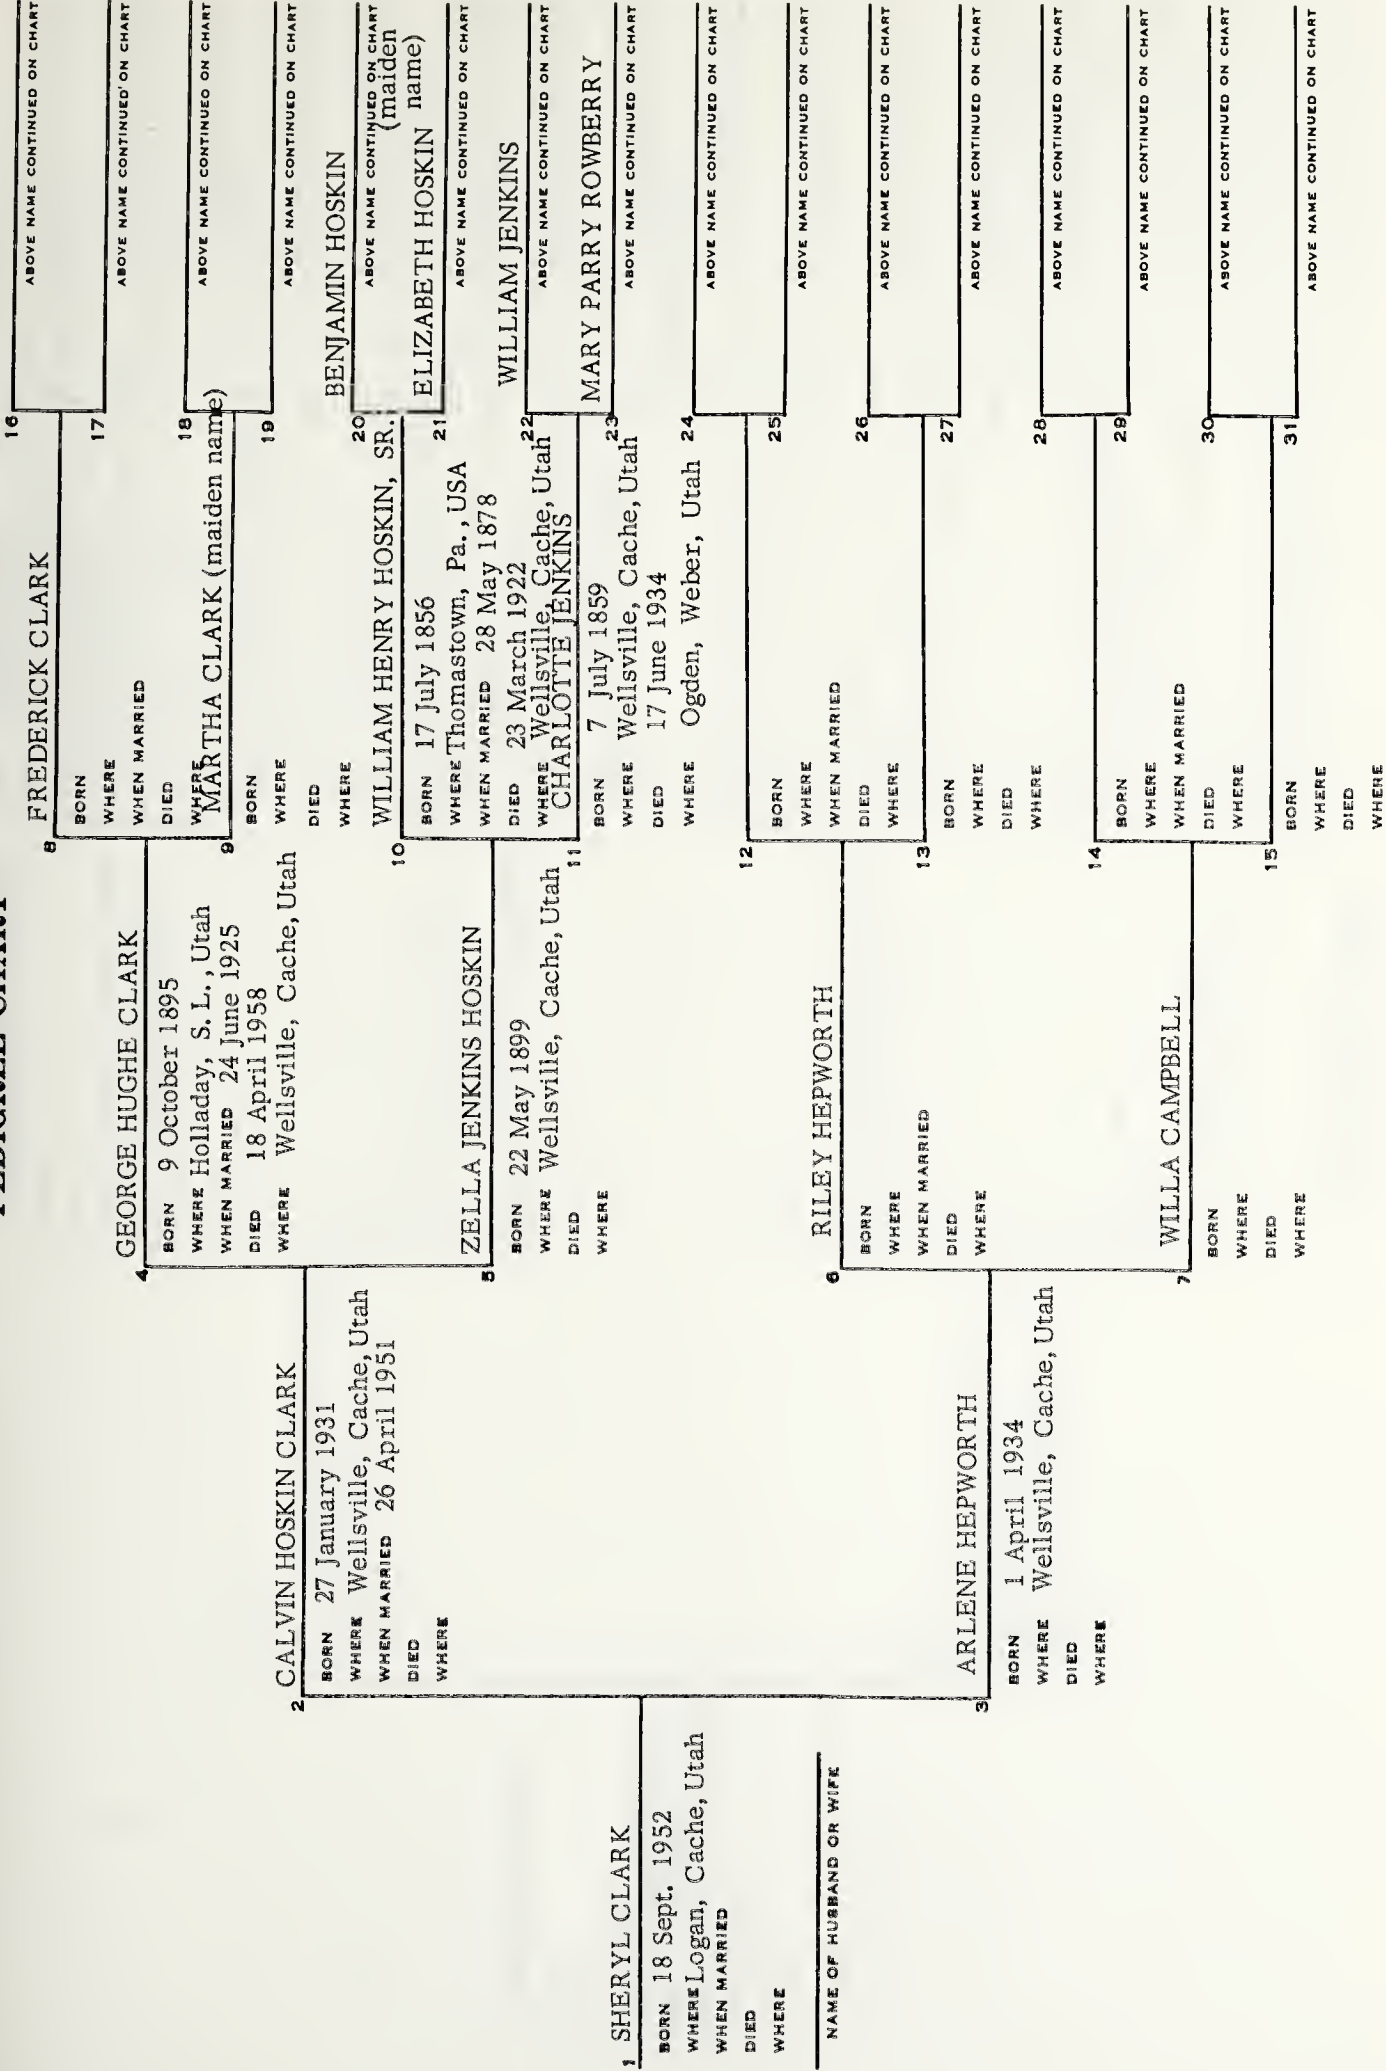 PEDIGREE CHART
1 SHERYL CLARK
BORN 18 Sept. 1952
WHERE Logan, Cache, Utah
WHEN MARRIED
DIED
WHERE
NAME OF HUSBAND OR WIFE
2
CALVIN HOSKIN CLARK
BORN 27 January 1931
WHERE Wellsville, Cache, Utah
WHEN MARRIED 26 April 1951
DIED
WHERE
3
ARLENE HEPWORTH
BORN 1 April 1934
WHERE Wellsville, Cache, Utah
DIED
WHERE
4
GEORGE HUGHE CLARK
BORN 9 October 1895
WHERE Holladay, S. L., Utah
WHEN MARRIED 24 June 1925
DIED 18 April 1958
WHERE Wellsville, Cache, Utah
5
ZELLA JENKINS HOSKIN
BORN 22 May 1899
WHERE Wellsville, Cache, Utah
DIED
WHERE
6
RILEY HEPWORTH
BORN
WHERE
WHEN MARRIED
DIED
WHERE
7
WILLA CAMPBELL
BORN
WHERE
DIED
WHERE
8
FREDERICK CLARK
BORN
WHERE
WHEN MARRIED
DIED
WHERE
9
MARTHA CLARK (maiden name)
BORN
WHERE
DIED
WHERE
10
WILLIAM HENRY HOSKIN, SR.
BORN 17 July 1856
WHERE Thomastown, Pa., USA
WHEN MARRIED 28 May 1878
DIED 23 March 1922
WHERE Wellsville, Cache, Utah
11
CHARLOTTE JENKINS
BORN 7 July 1859
WHERE Wellsville, Cache, Utah
DIED 17 June 1934
WHERE Ogden, Weber, Utah
12
BORN
WHERE
WHEN MARRIED
DIED
WHERE
13
BORN
WHERE
DIED
WHERE
14
BORN
WHERE
WHEN MARRIED
DIED
WHERE
15
BORN
WHERE
DIED
WHERE
16
ABOVE NAME CONTINUED ON CHART
17
ABOVE NAME CONTINUED ON CHART
18
ABOVE NAME CONTINUED ON CHART
19
ABOVE NAME CONTINUED ON CHART
20
BENJAMIN HOSKIN
ABOVE NAME CONTINUED ON CHART
(maiden
21
ELIZABETH HOSKIN name)
ABOVE NAME CONTINUED ON CHART
22
WILLIAM JENKINS
ABOVE NAME CONTINUED ON CHART
23
MARY PARRY ROWBERRY
ABOVE NAME CONTINUED ON CHART
24
ABOVE NAME CONTINUED ON CHART
25
ABOVE NAME CONTINUED ON CHART
26
ABOVE NAME CONTINUED ON CHART
27
ABOVE NAME CONTINUED ON CHART
28
ABOVE NAME CONTINUED ON CHART
29
ABOVE NAME CONTINUED ON CHART
30
ABOVE NAME CONTINUED ON CHART
31
ABOVE NAME CONTINUED ON CHART